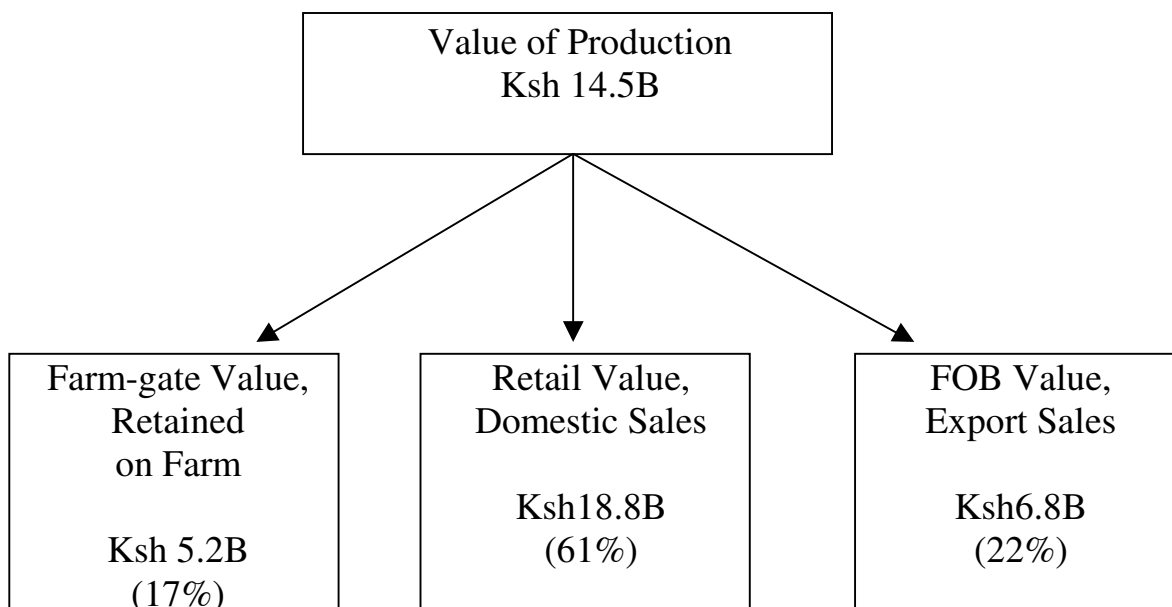 Value of Production
Ksh 14.5B
Farm-gate Value,
Retained
on Farm
Ksh 5.2B
(17%)
Retail Value,
Domestic Sales
Ksh18.8B
(61%)
FOB Value,
Export Sales
Ksh6.8B
(22%)